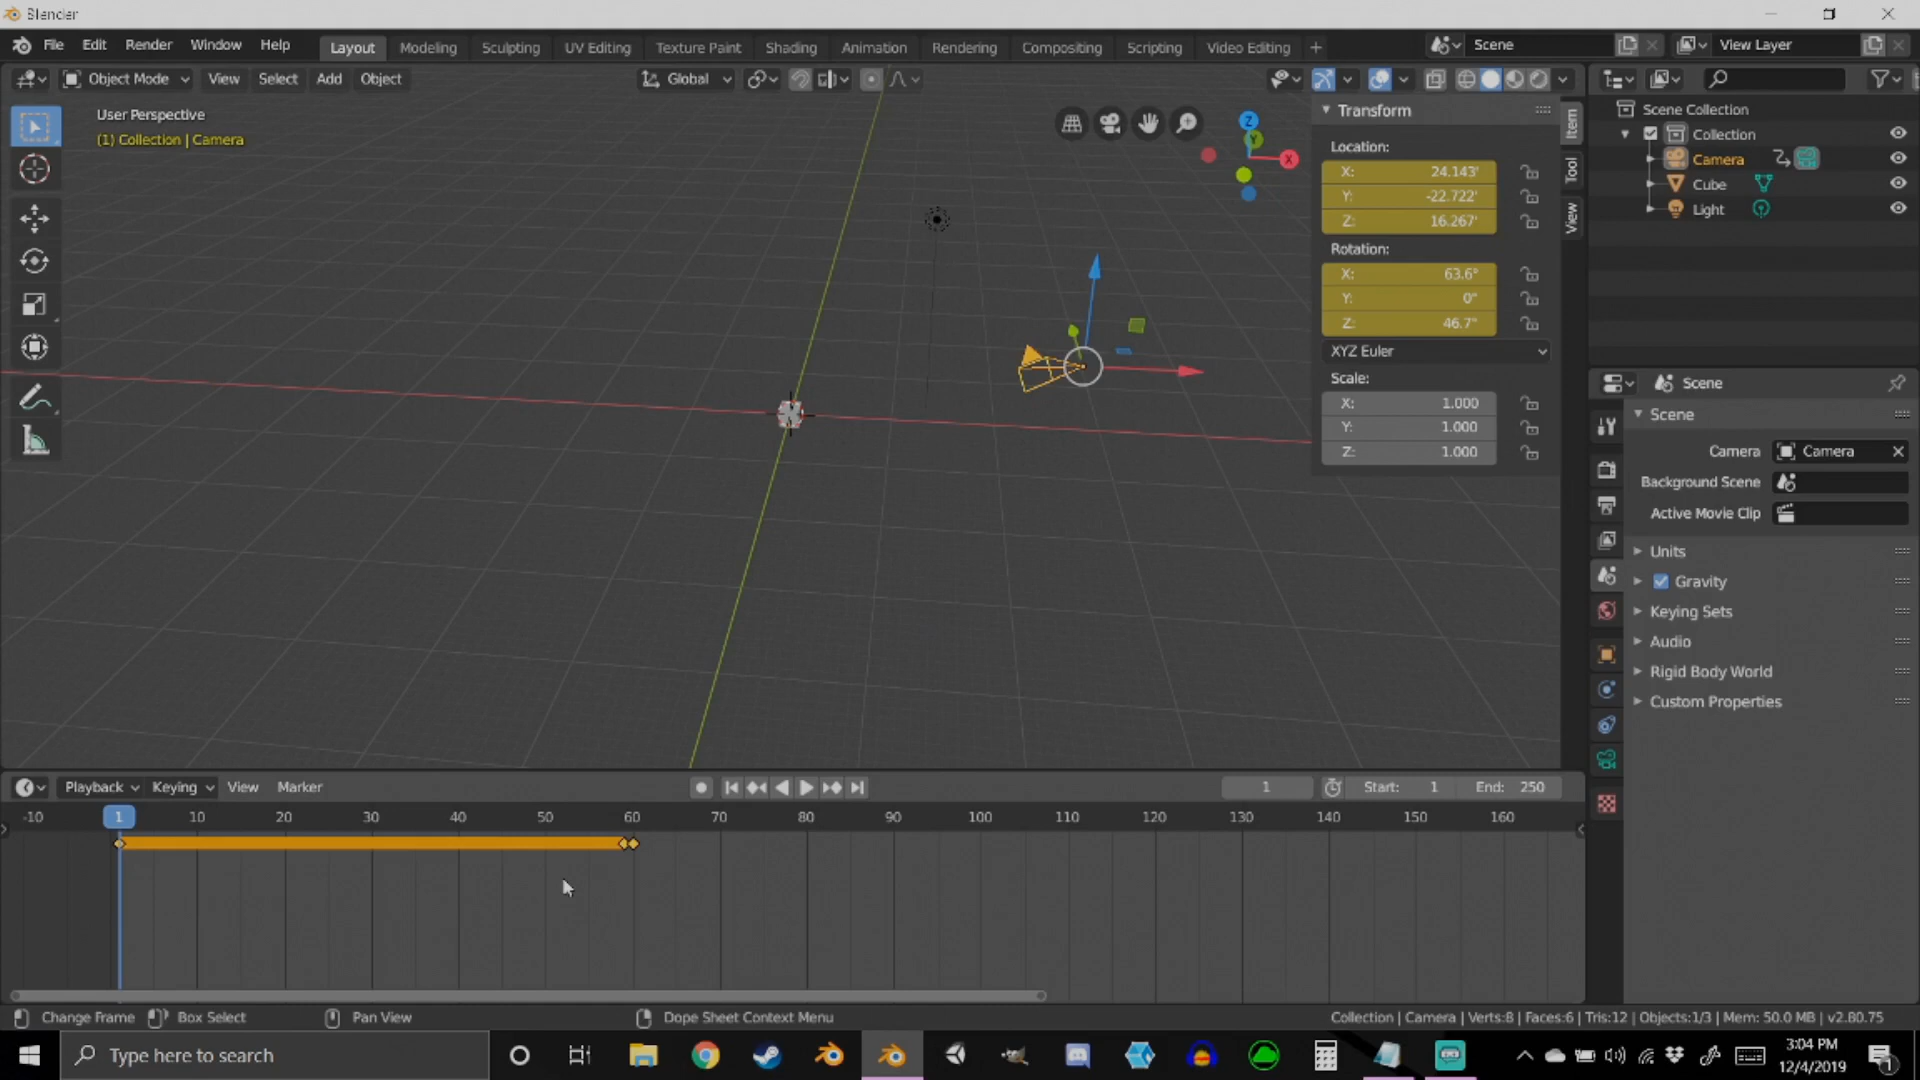 Blender
File Edit Render Window Help Layout Modeling Sculpting UV Editing Texture Paint Shading Animation Rendering Compositing Scripting Video Editing + Scene View Layer
Object Mode View Select Add Object Global
User Perspective
(1) Collection | Camera
Z
Y
X
Transform
Location:
X: 24.143'
Y: -22.722'
Z: 16.267'
Rotation:
X: 63.6°
Y: 0°
Z: 46.7°
XYZ Euler
Scale:
X: 1.000
Y: 1.000
Z: 1.000
Item
Tool
View
Scene Collection
Collection
Camera
Cube
Light
Scene
Scene
Camera Camera
Background Scene
Active Movie Clip
Units
Gravity
Keying Sets
Audio
Rigid Body World
Custom Properties
Playback Keying View Marker 1 Start: 1 End: 250
-10 1 10 20 30 40 50 60 70 80 90 100 110 120 130 140 150 160
Change Frame Box Select Pan View Dope Sheet Context Menu Collection | Camera | Verts:8 | Faces:6 | Tris:12 | Objects:1/3 | Mem: 50.0 MB | v2.80.75
Type here to search
3:04 PM
12/4/2019
1